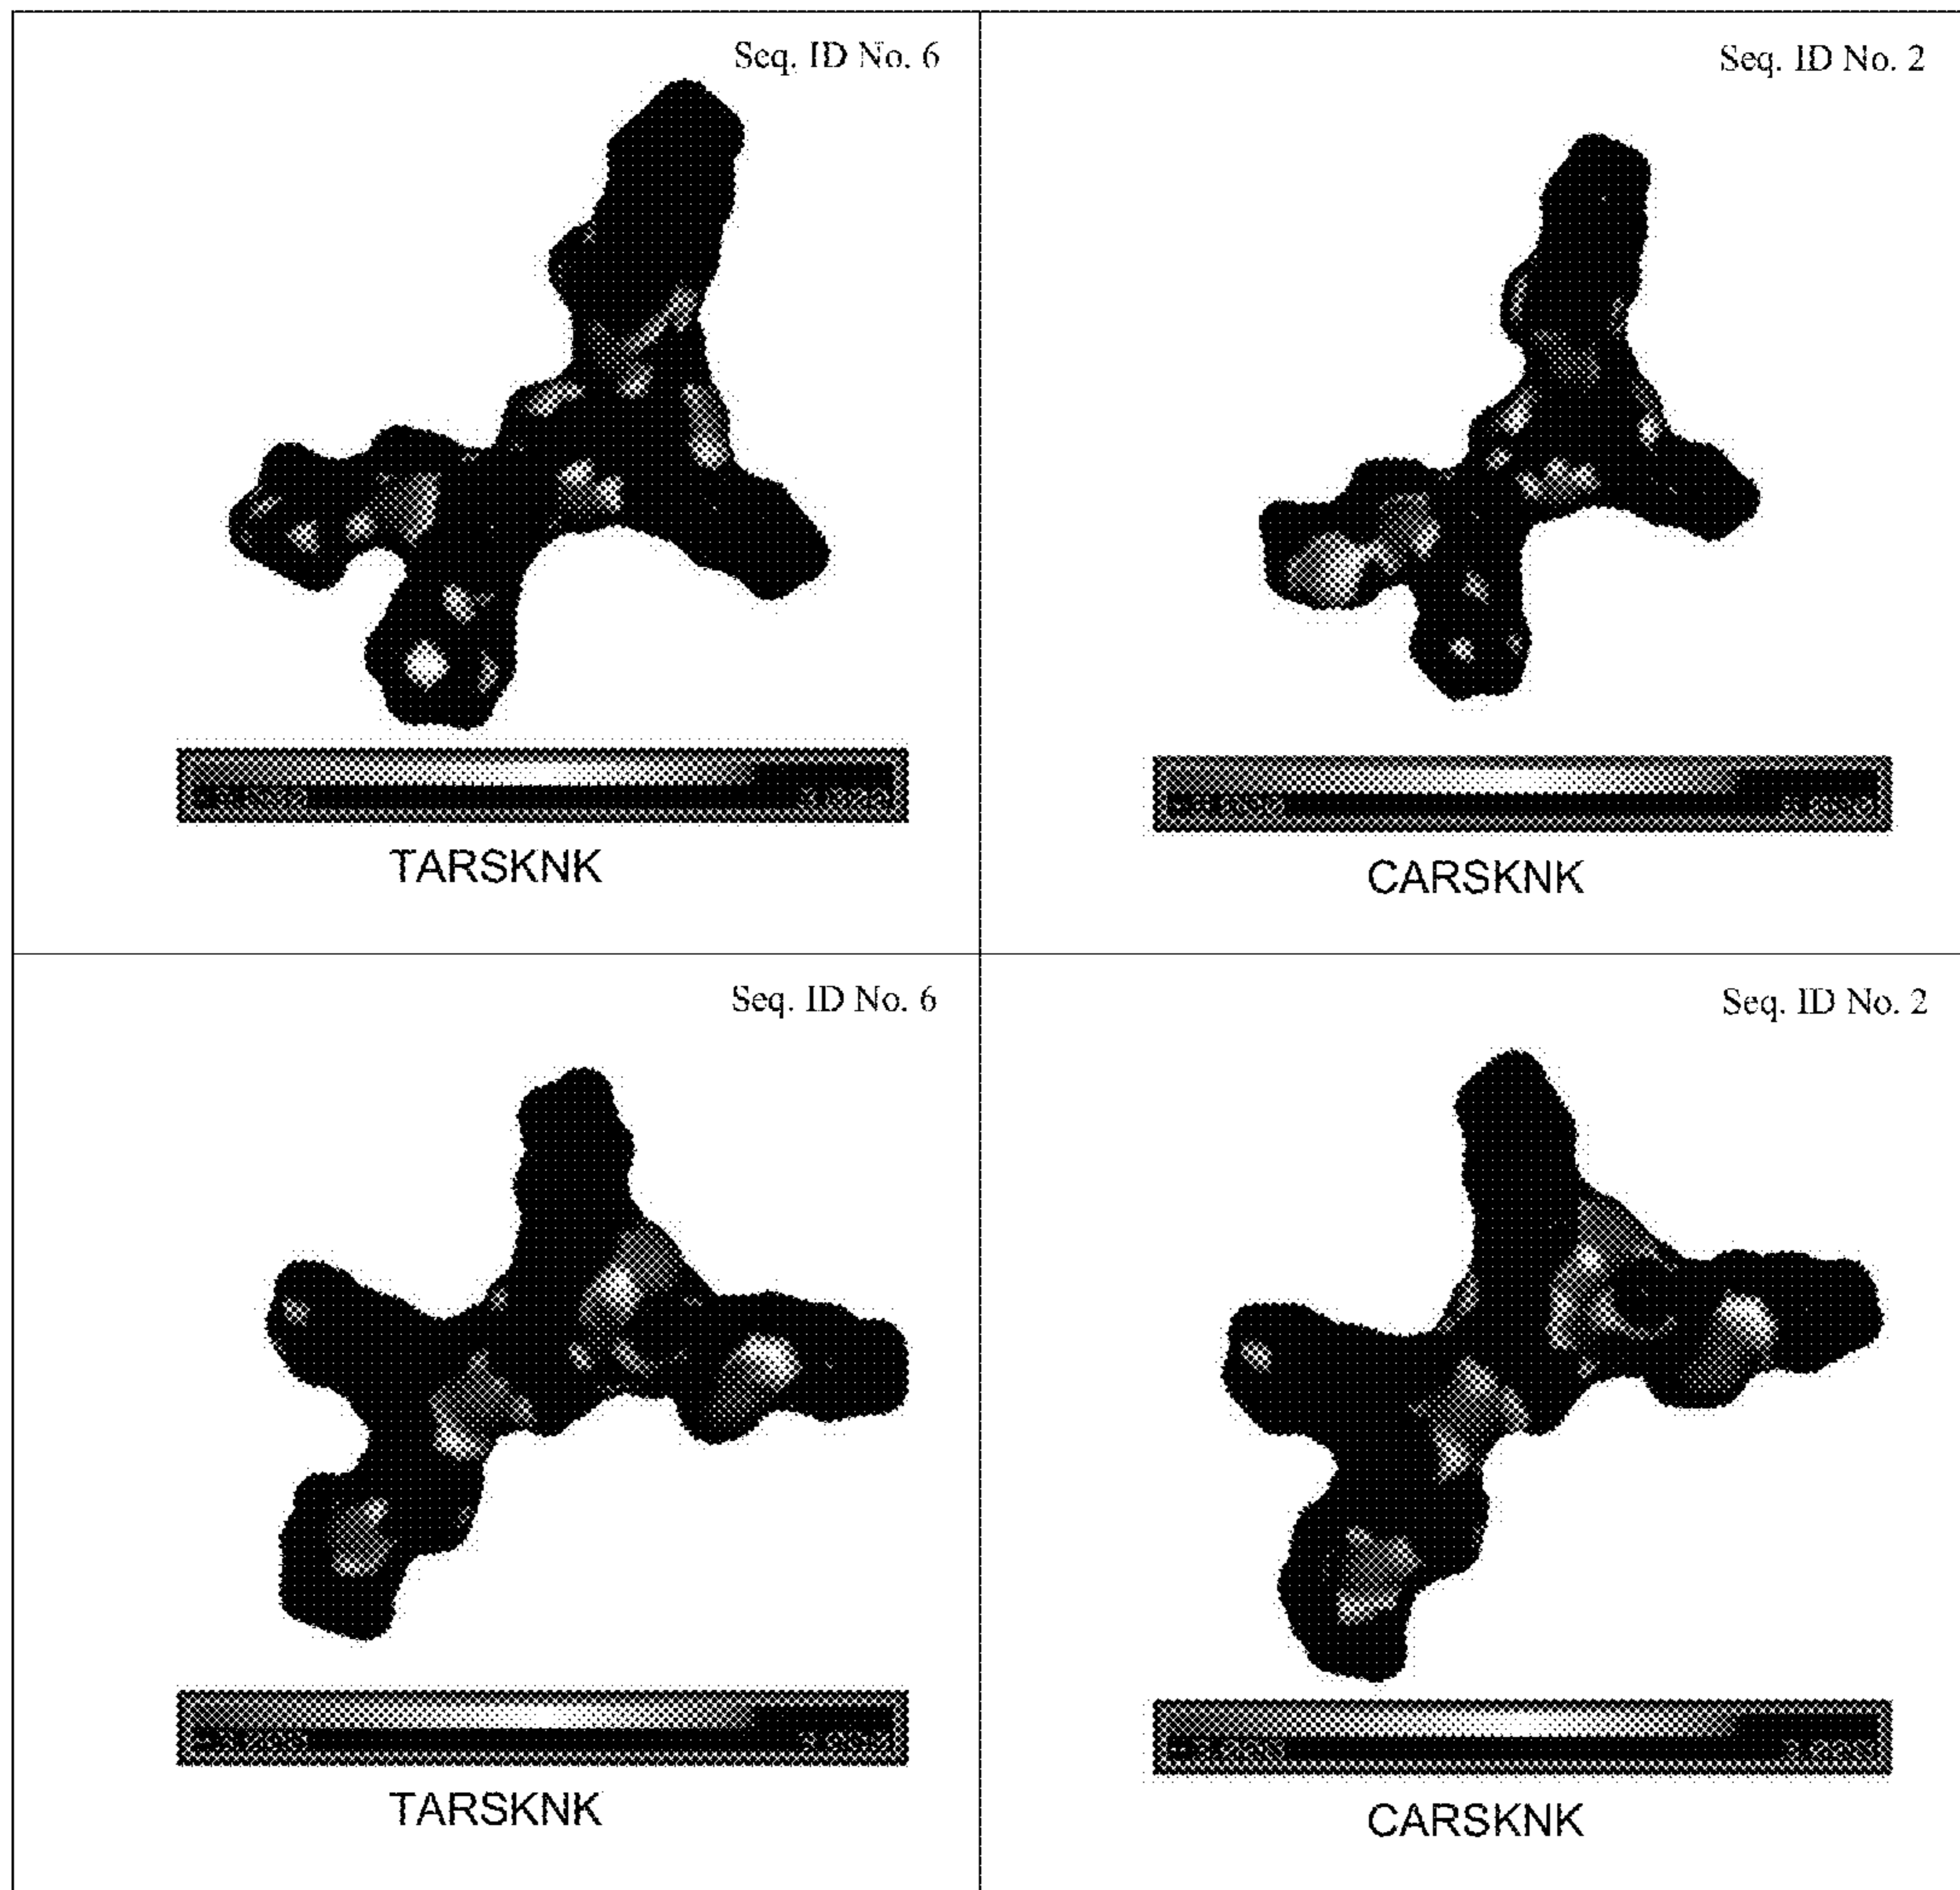 Seq. ID No. 6
TARSKNK
Seq. ID No. 2
CARSKNK
Seq. ID No. 6
TARSKNK
Seq. ID No. 2
CARSKNK